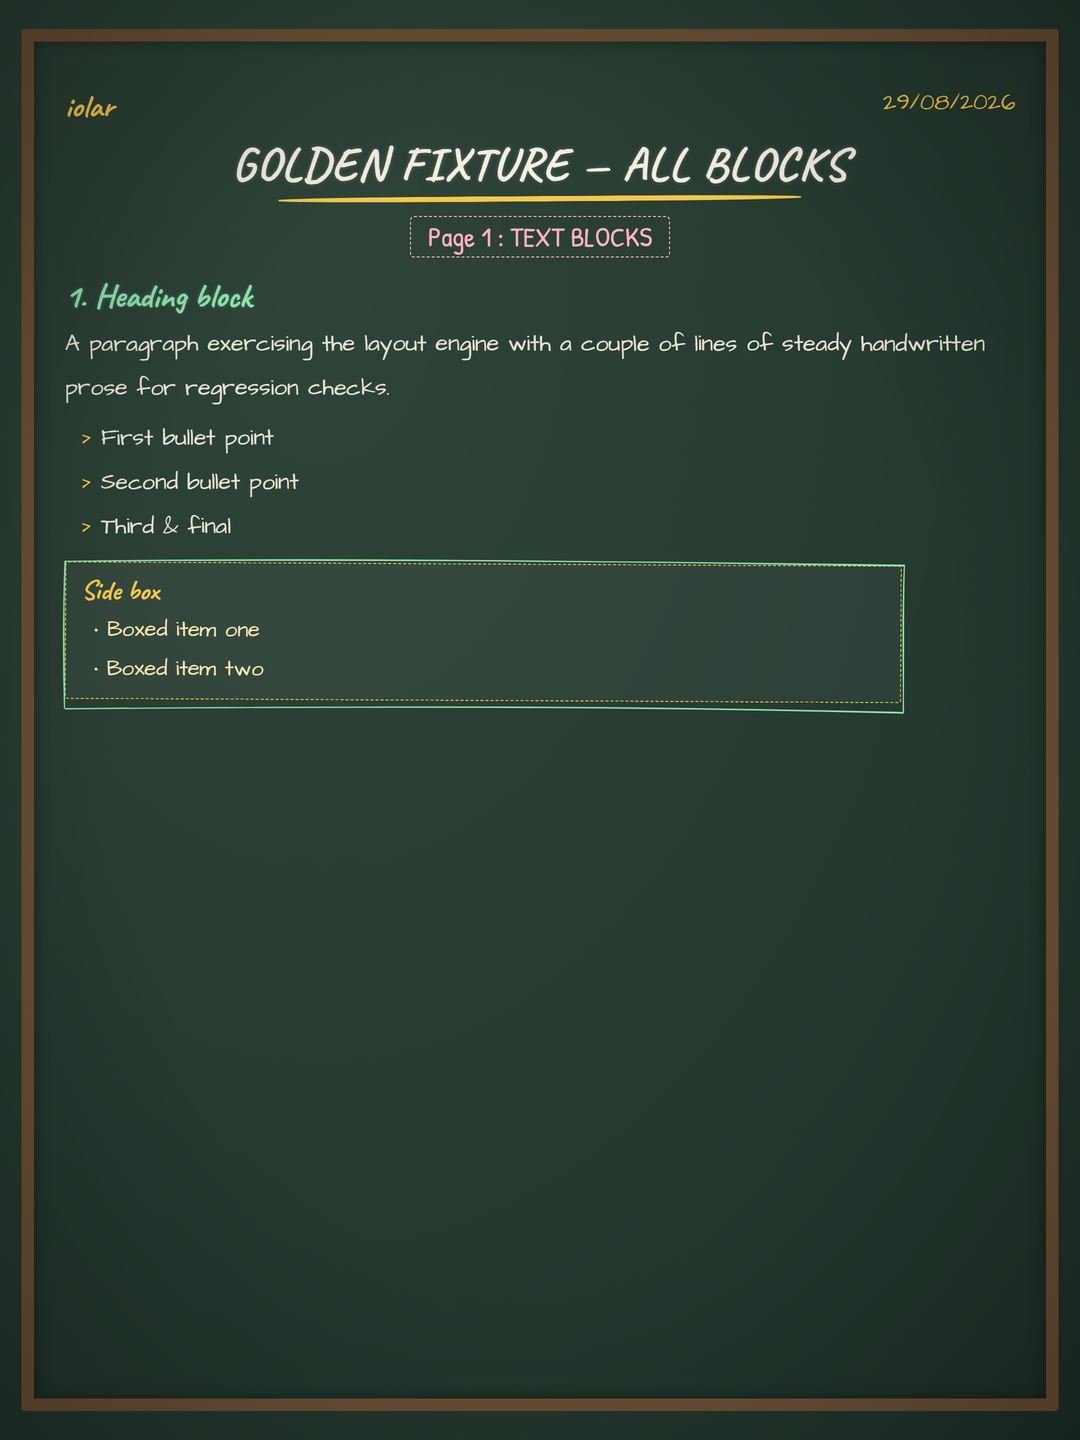 iolar
29/08/2026
GOLDEN FIXTURE – ALL BLOCKS
Page 1 : TEXT BLOCKS
1. Heading block
A paragraph exercising the layout engine with a couple of lines of steady handwritten
prose for regression checks.
> First bullet point
> Second bullet point
> Third & final
Side box
· Boxed item one
· Boxed item two